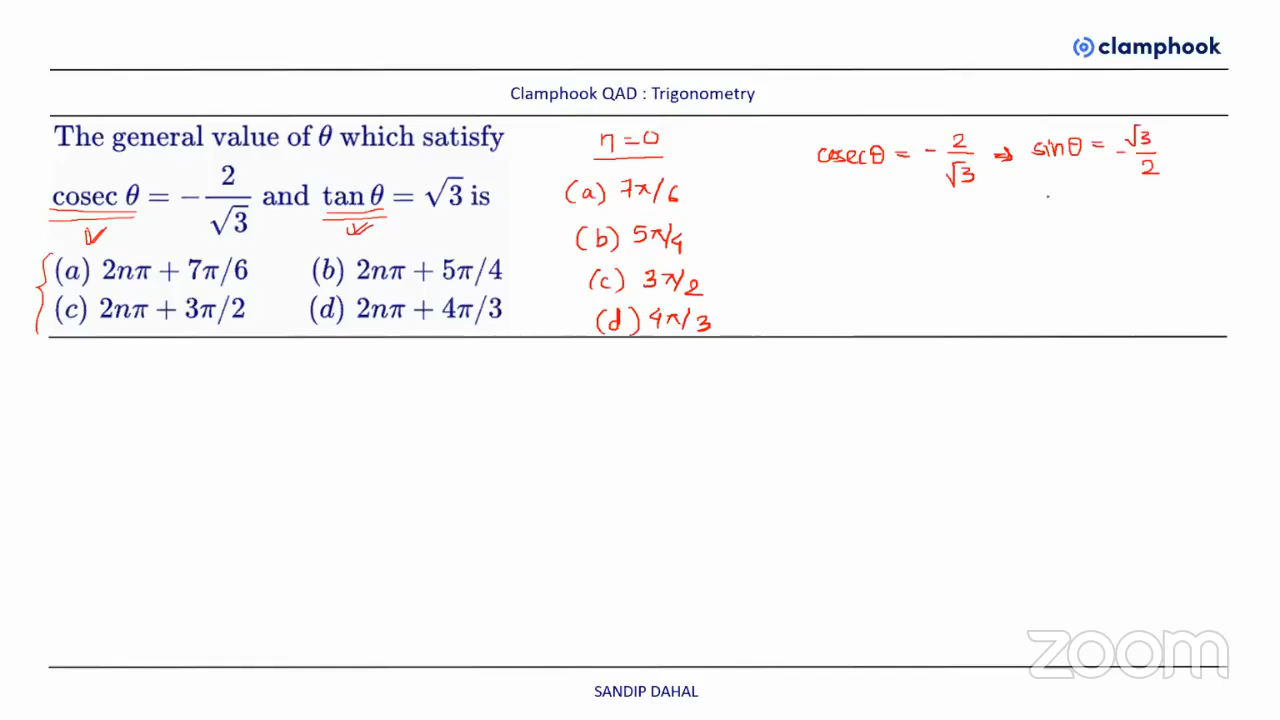 clamphook
Clamphook QAD : Trigonometry
The general value of θ which satisfy
cosec θ = −2/√3 and tan θ = √3 is
(a) 2nπ + 7π/6 (b) 2nπ + 5π/4
(c) 2nπ + 3π/2 (d) 2nπ + 4π/3
n = 0
(a) 7π/6
(b) 5π/4
(c) 3π/2
(d) 4π/3
cosec θ = - 2/√3 ⇒ sin θ = -√3/2
zoom
SANDIP DAHAL